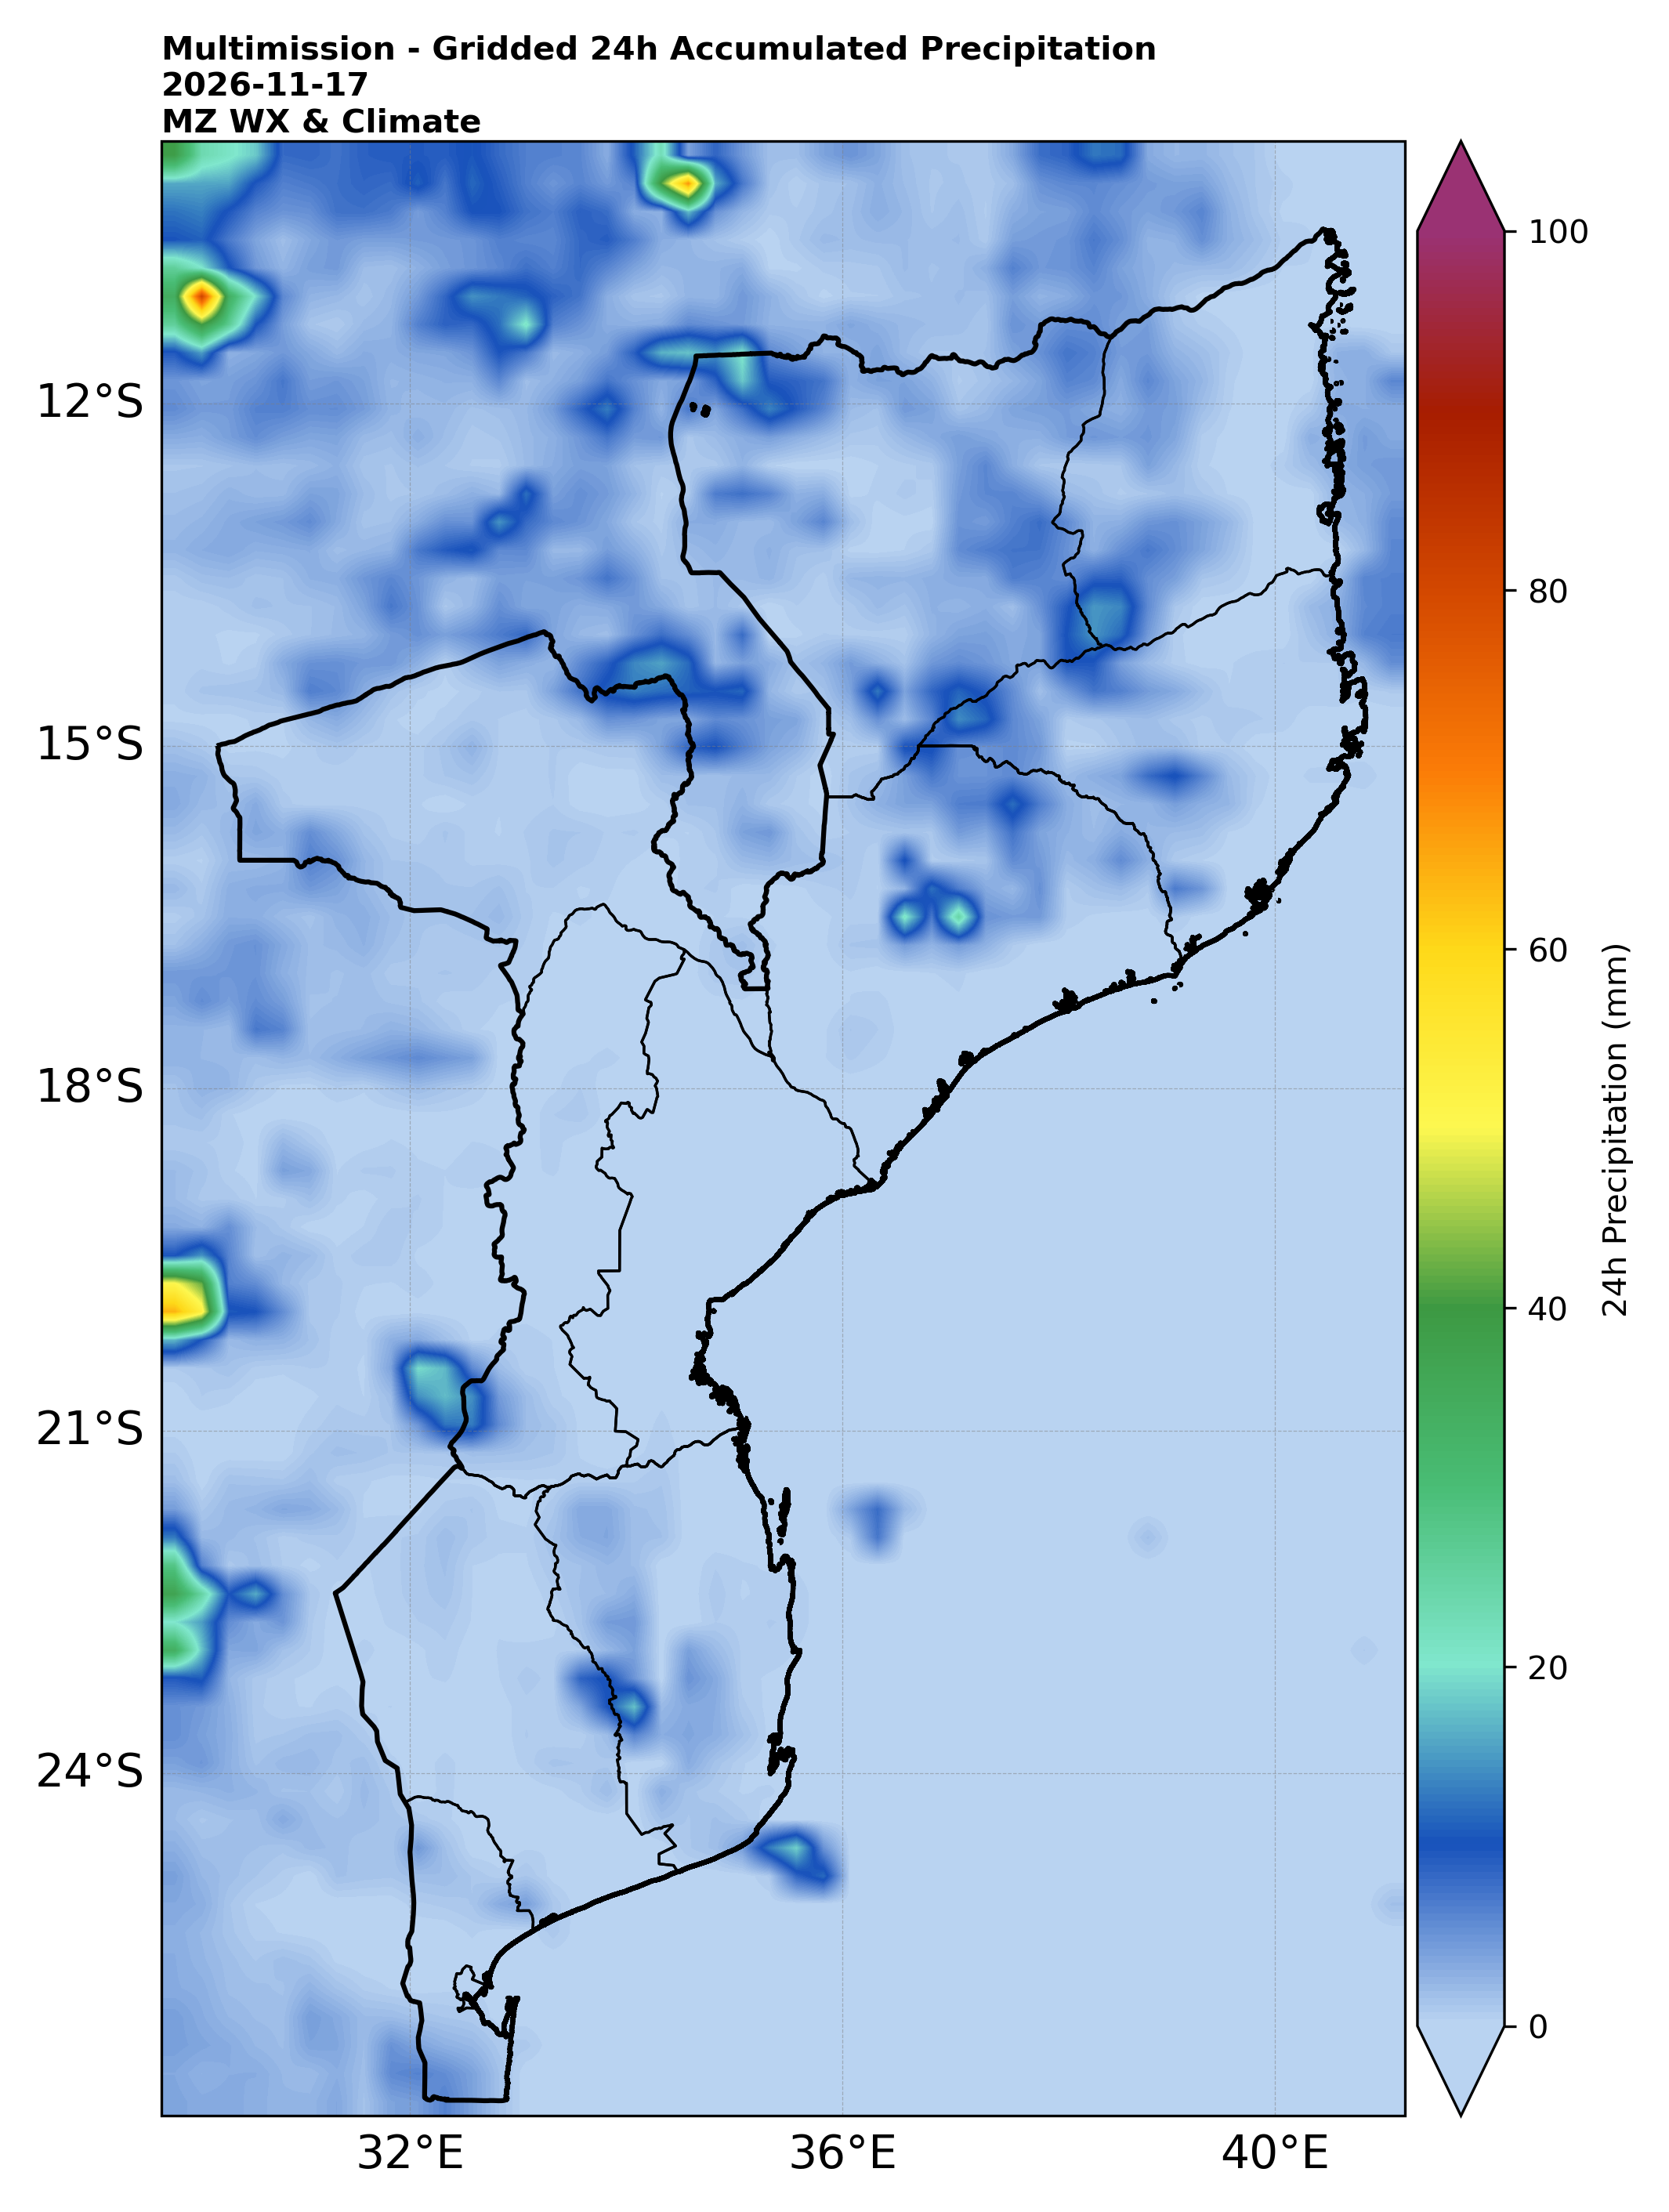 Multimission - Gridded 24h Accumulated Precipitation
2026-11-17
MZ WX & Climate
12°S
15°S
18°S
21°S
24°S
32°E
36°E
40°E
100
80
60
40
20
0
24h Precipitation (mm)